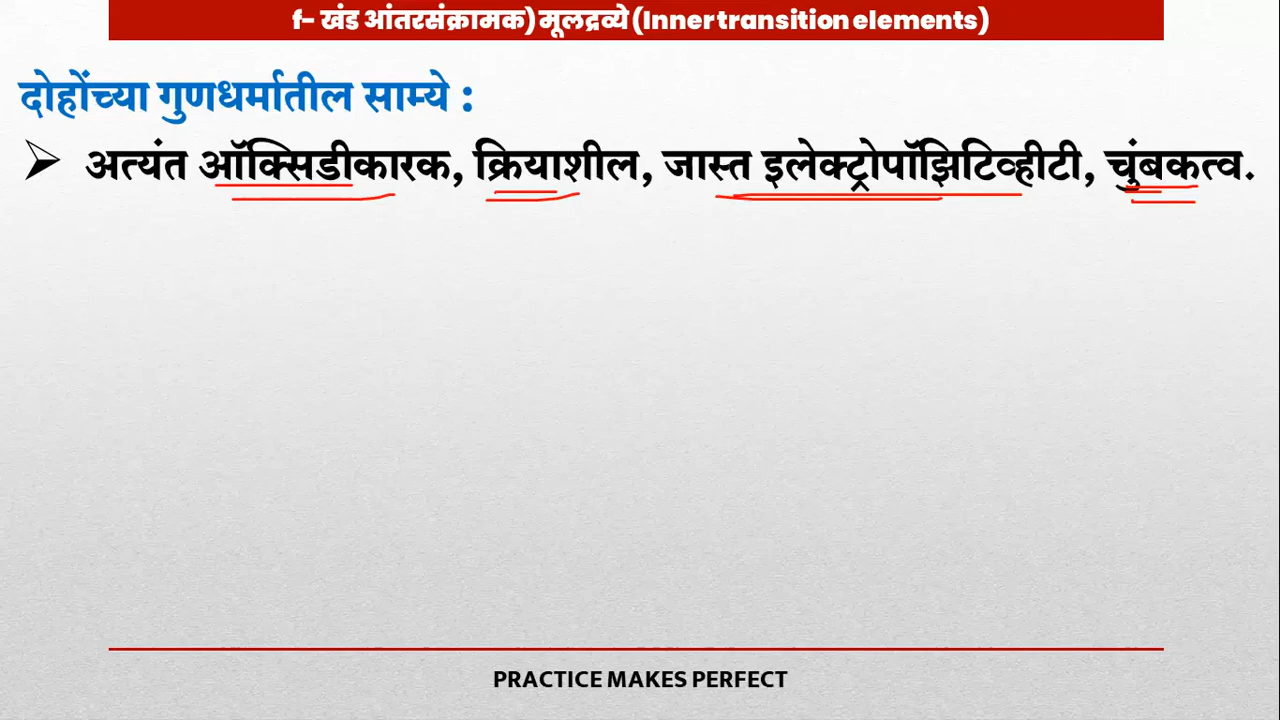 f- खंड आंतरसंक्रामक) मूलद्रव्ये (Inner transition elements)
दोहोंच्या गुणधर्मातील साम्ये :
➢ अत्यंत ऑक्सिडीकारक, क्रियाशील, जास्त इलेक्ट्रोपॉझिटिव्हीटी, चुंबकत्व.
PRACTICE MAKES PERFECT